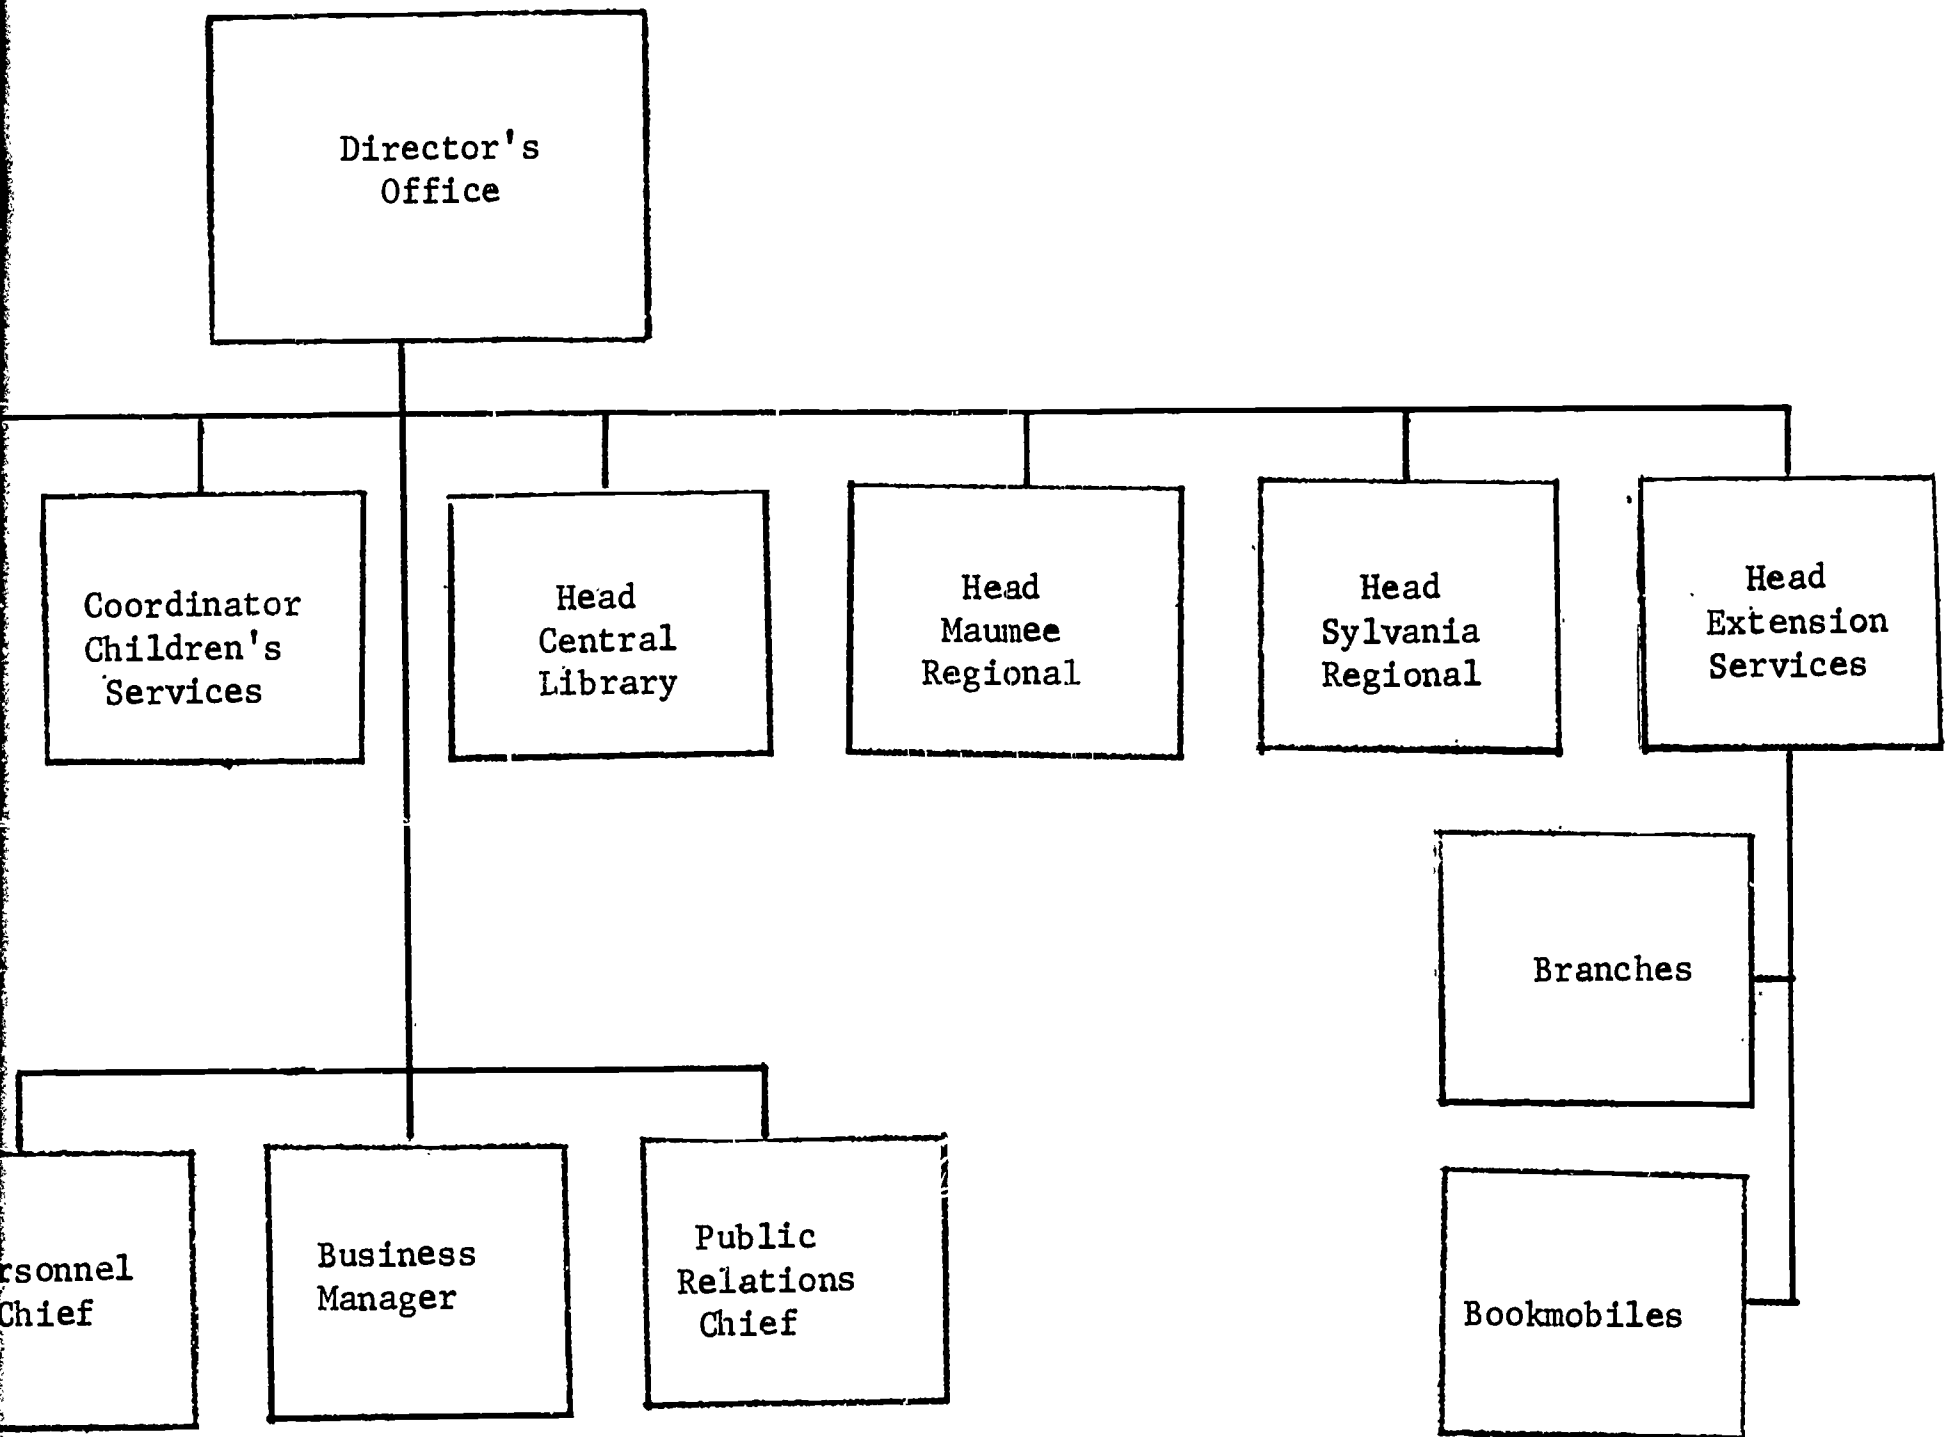 Director's
Office
Coordinator
Children's
Services
Head
Central
Library
Head
Maumee
Regional
Head
Sylvania
Regional
Head
Extension
Services
Branches
rsonnel
Chief
Business
Manager
Public
Relations
Chief
Bookmobiles